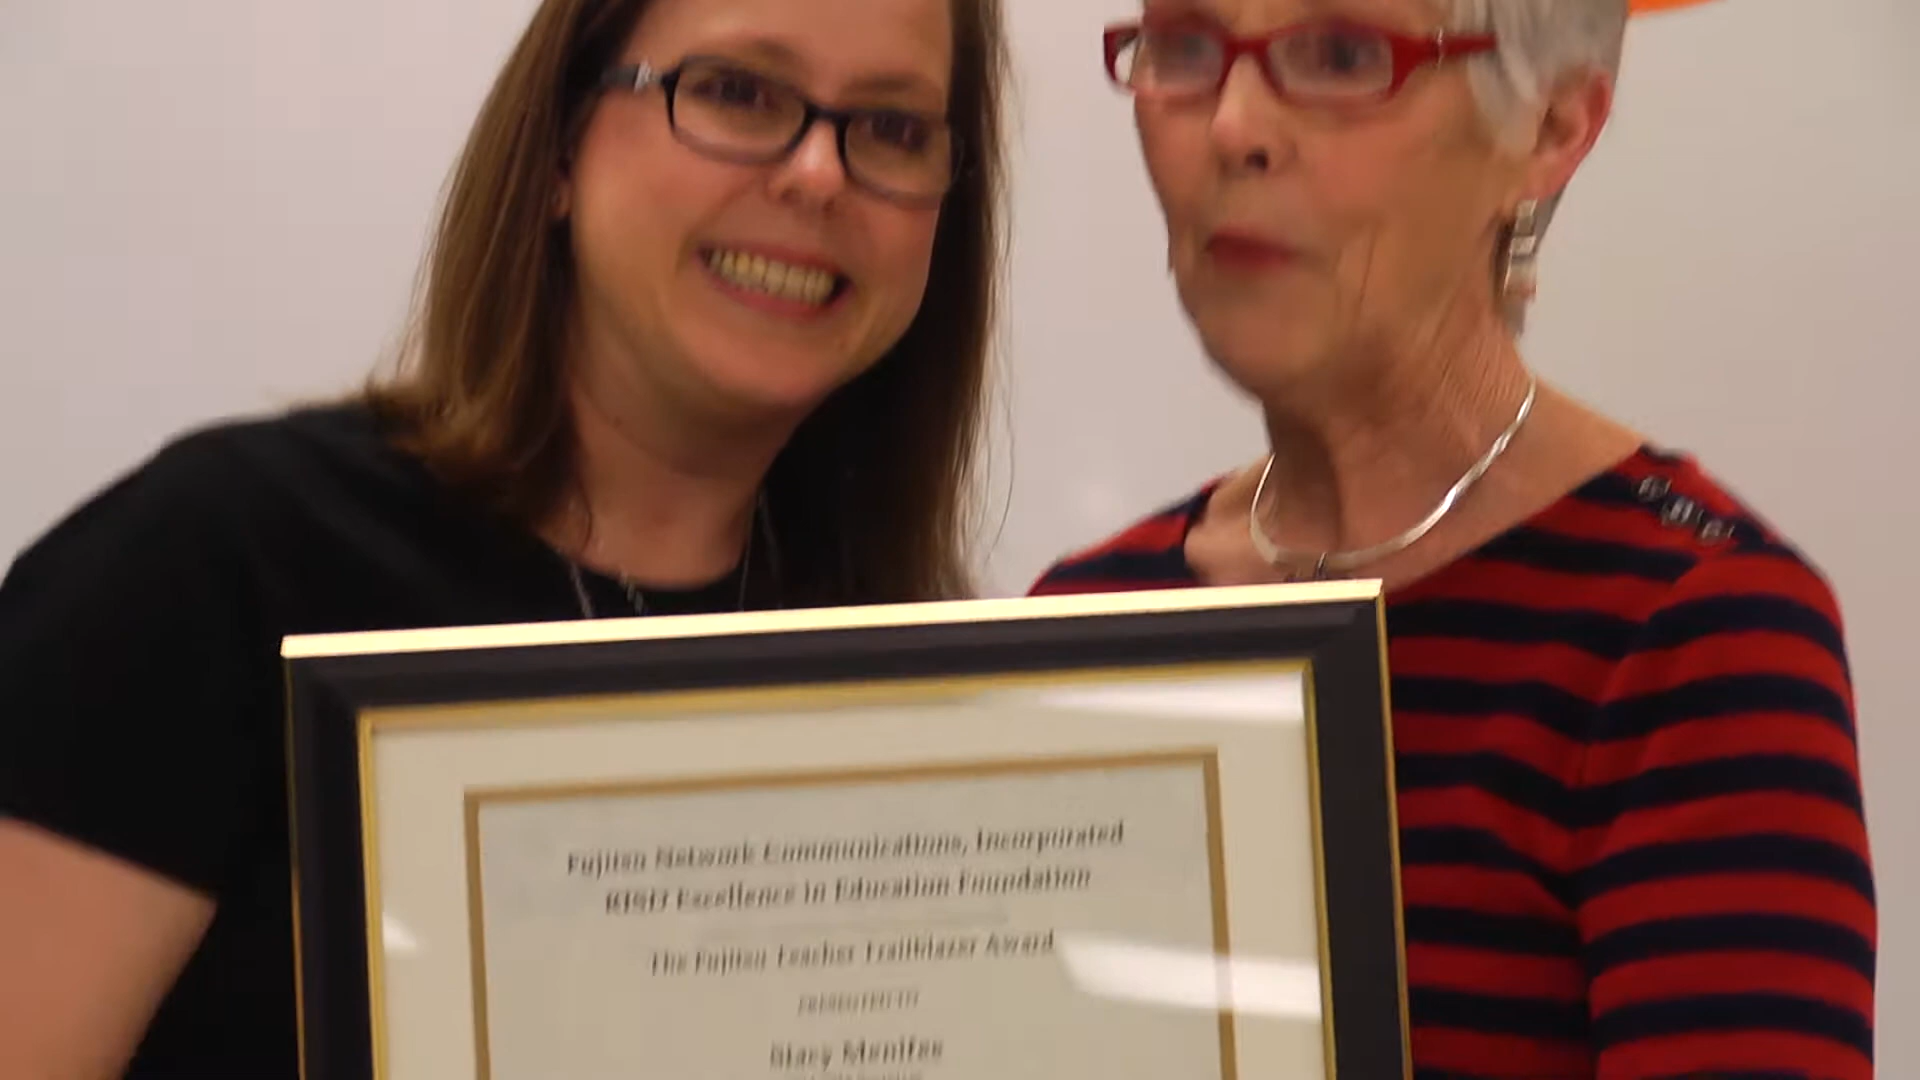 Fujitsu Network Communications, Incorporated
RISD Excellence in Education Foundation
The Fujitsu Teacher Trailblazer Award
PRESENTED TO
Stacy Menifee